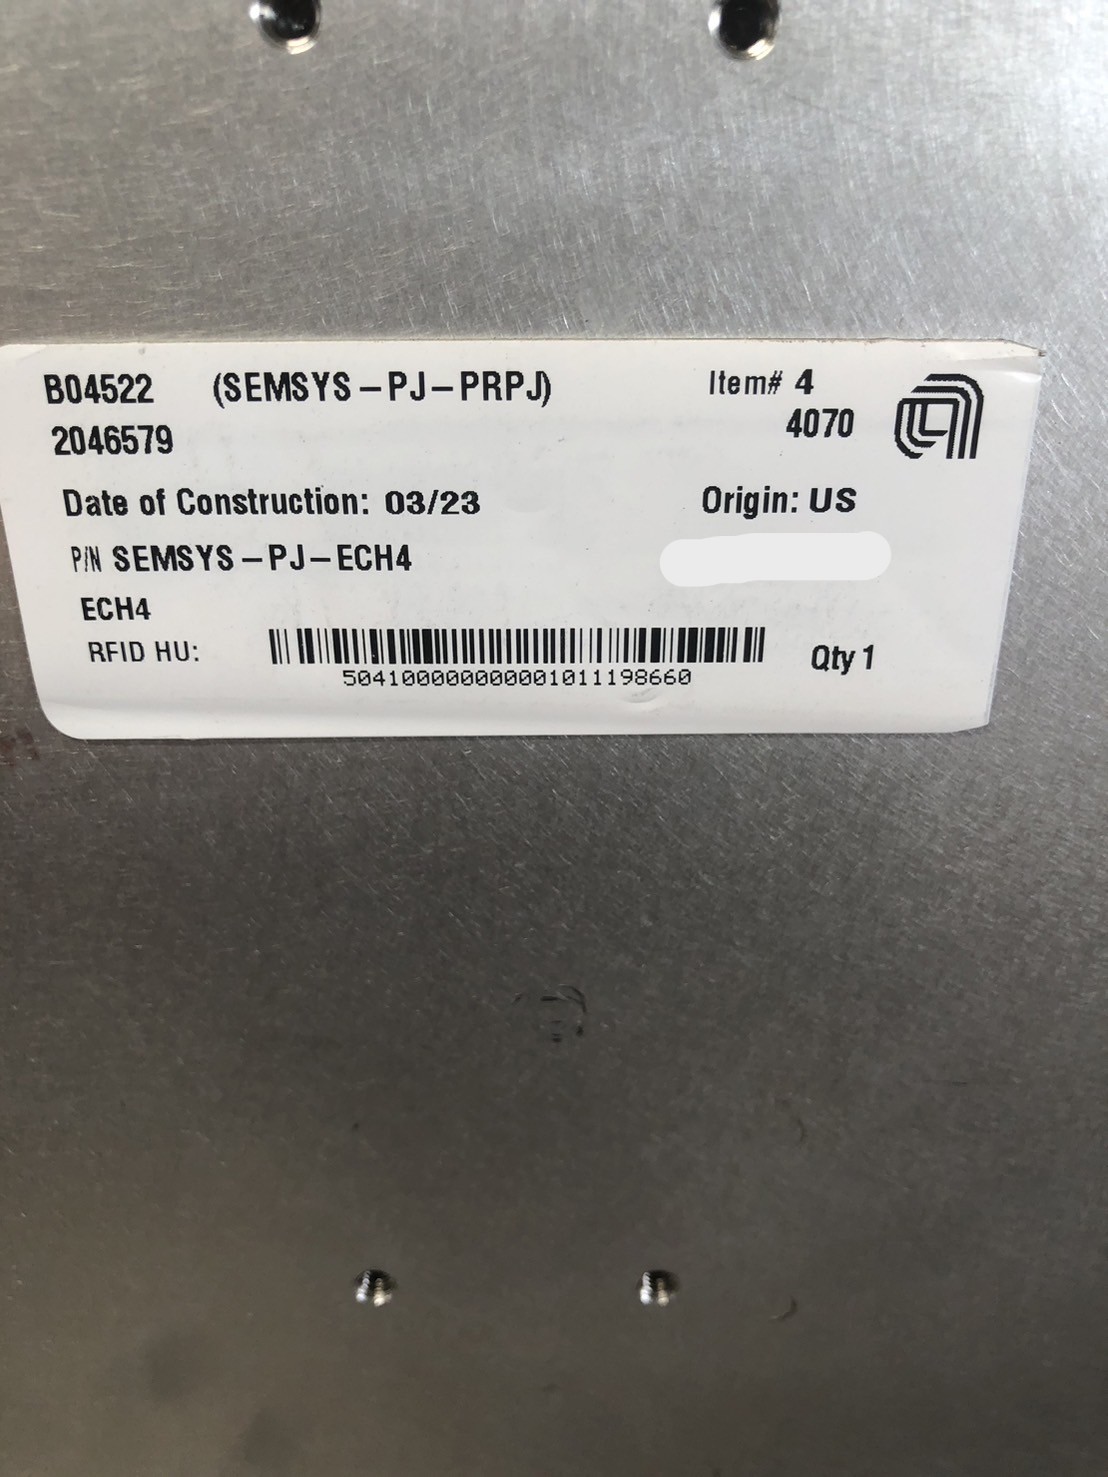 B04522 (SEMSYS-PJ-PRPJ) Item# 4
2046579 4070
Date of Construction: 03/23 Origin: US
P/N SEMSYS-PJ-ECH4
ECH4
RFID HU: Qty 1
50410000000001011198660